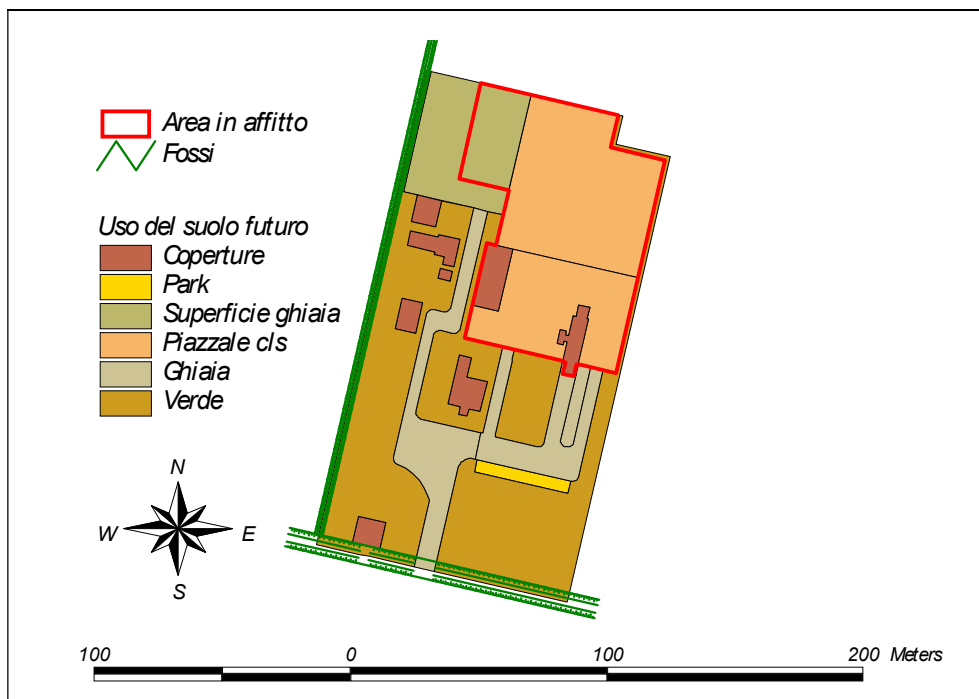 Area in affitto
Fossi
Uso del suolo futuro
Coperture
Park
Superficie ghiaia
Piazzale cls
Ghiaia
Verde
N
W E
S
100 0 100 200 Meters